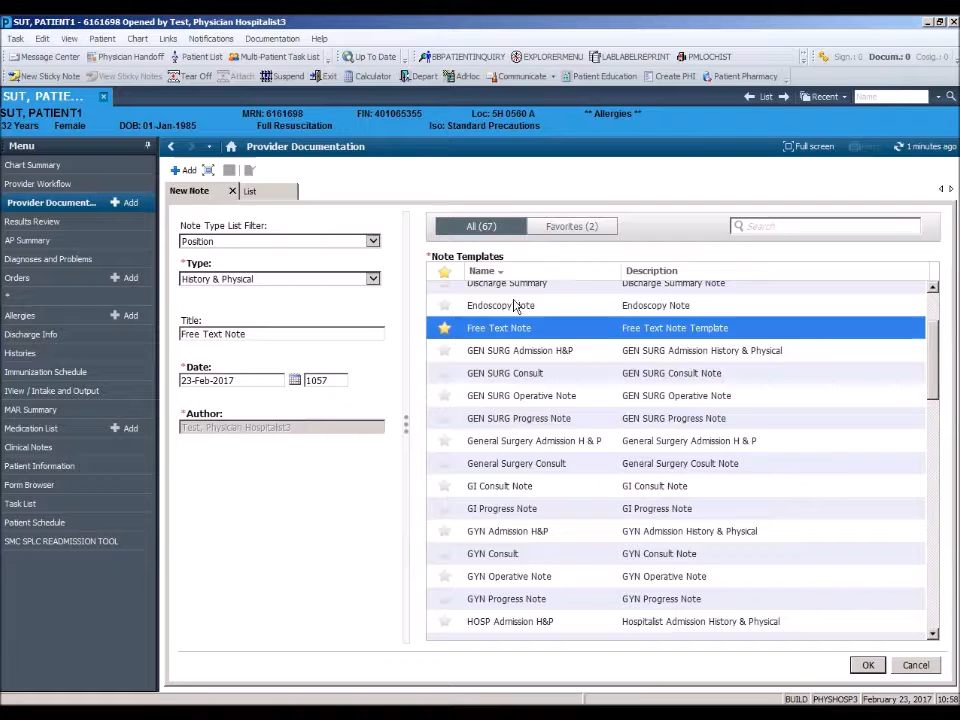 SUT, PATIENT1 - 6161698 Opened by Test, Physician Hospitalist3
Task Edit View Patient Chart Links Notifications Documentation Help
Message Center Physician Handoff Patient List Multi-Patient Task List Up To Date BBPATIENTINQUIRY EXPLORERMENU LABLABELREPRINT PMLOCHIST Sign.: 0 Docum.: 0 Cosig.: 0
New Sticky Note View Sticky Notes Tear Off Attach Suspend Exit Calculator Depart AdHoc Communicate Patient Education Create PHI Patient Pharmacy
SUT, PATIE... List Recent Name
SUT, PATIENT1 MRN: 6161698 FIN: 401065355 Loc: 5H 0560 A ** Allergies **
32 Years Female DOB: 01-Jan-1985 Full Resuscitation Iso: Standard Precautions
Menu Provider Documentation Full screen 1 minutes ago
Chart Summary
Provider Workflow
Provider Document... Add
Results Review
AP Summary
Diagnoses and Problems
Orders Add
*
Allergies Add
Discharge Info
Histories
Immunization Schedule
IView / Intake and Output
MAR Summary
Medication List Add
Clinical Notes
Patient Information
Form Browser
Task List
Patient Schedule
SMC SPLC READMISSION TOOL
Add
New Note List
Note Type List Filter:
Position
*Type:
History & Physical
Title:
Free Text Note
*Date:
23-Feb-2017 1057
*Author:
Test, Physician Hospitalist3
All (67) Favorites (2) Search
*Note Templates
Name Description
Discharge Summary Discharge Summary Note
Endoscopy Note Endoscopy Note
Free Text Note Free Text Note Template
GEN SURG Admission H&P GEN SURG Admission History & Physical
GEN SURG Consult GEN SURG Consult Note
GEN SURG Operative Note GEN SURG Operative Note
GEN SURG Progress Note GEN SURG Progress Note
General Surgery Admission H & P General Surgery Admission H & P
General Surgery Consult General Surgery Cosult Note
GI Consult Note GI Consult Note
GI Progress Note GI Progress Note
GYN Admission H&P GYN Admission History & Physical
GYN Consult GYN Consult Note
GYN Operative Note GYN Operative Note
GYN Progress Note GYN Progress Note
HOSP Admission H&P Hospitalist Admission History & Physical
OK Cancel
BUILD PHYSHOSP3 February 23, 2017 10:58